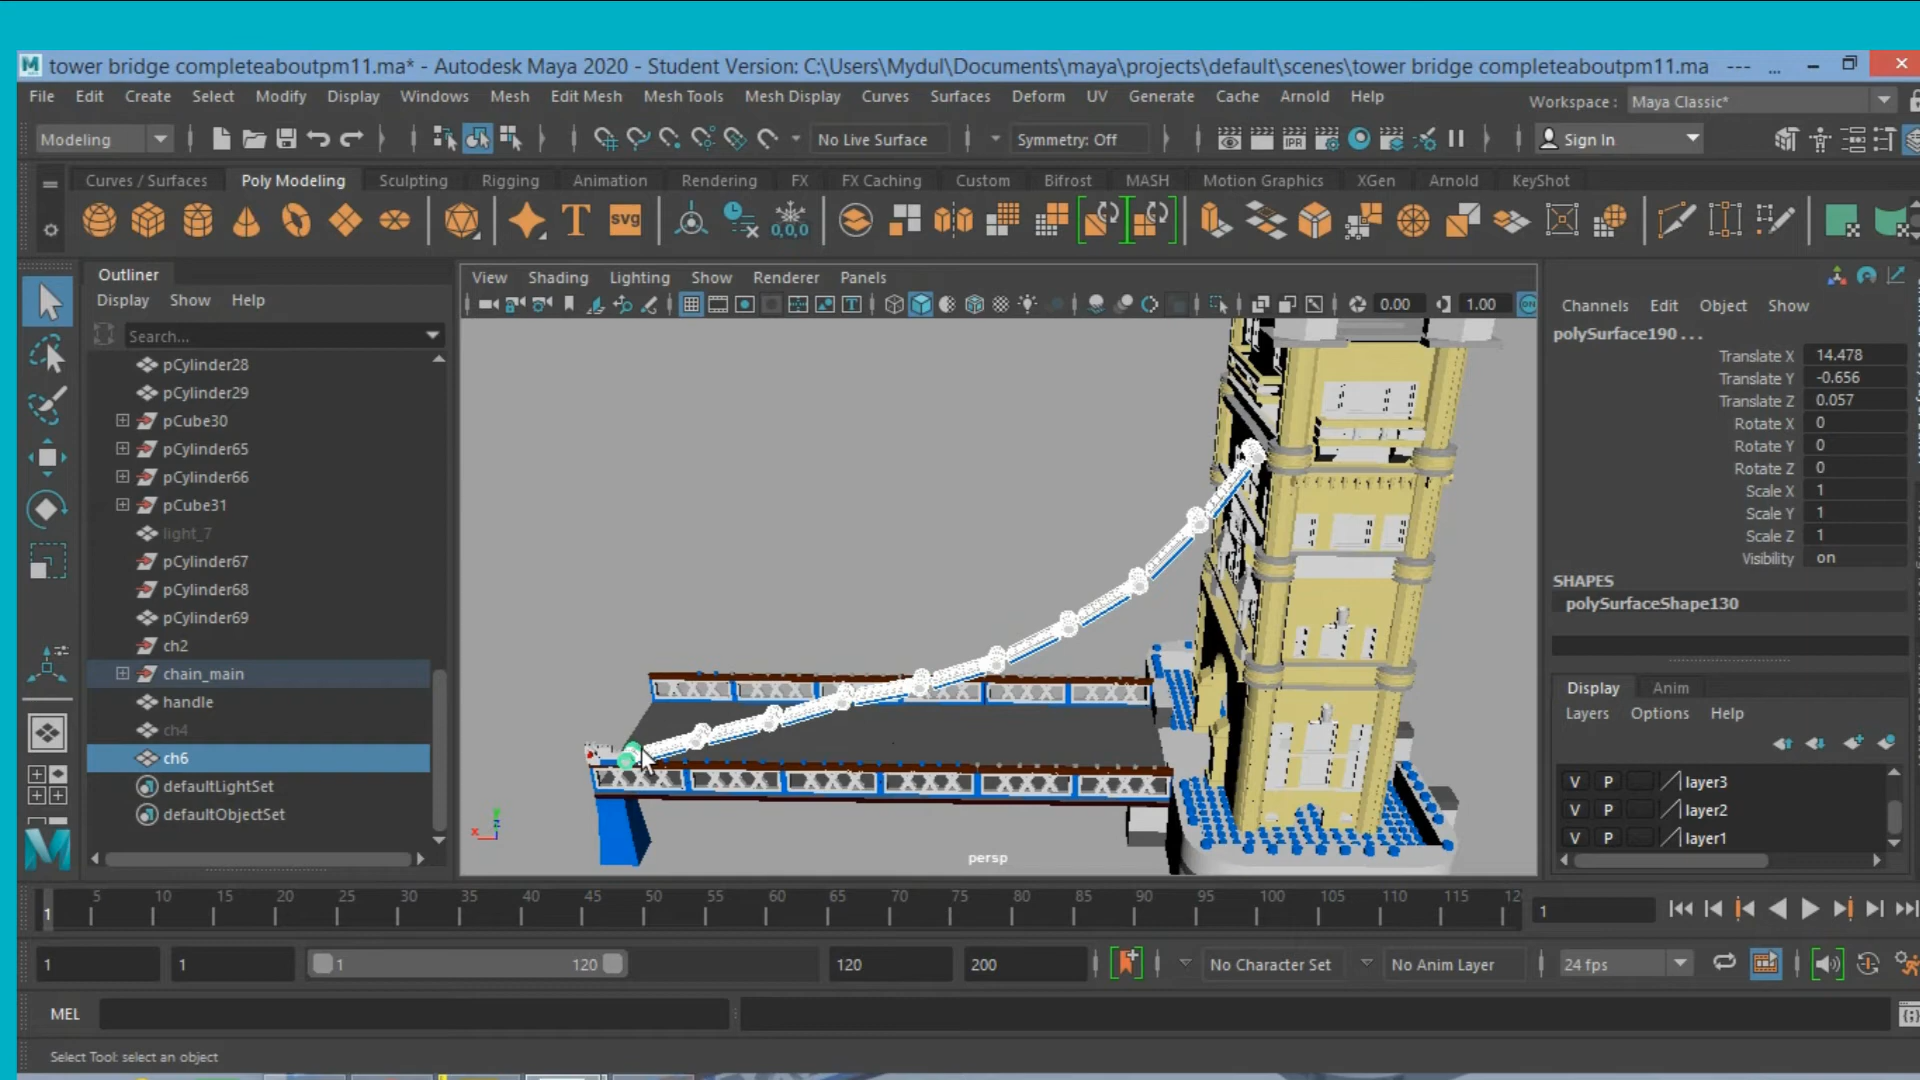 tower bridge completeaboutpm11.ma* - Autodesk Maya 2020 - Student Version: C:\Users\Mydul\Documents\maya\projects\default\scenes\tower bridge completeaboutpm11.ma --- ...
File Edit Create Select Modify Display Windows Mesh Edit Mesh Mesh Tools Mesh Display Curves Surfaces Deform UV Generate Cache Arnold Help Workspace : Maya Classic*
Modeling No Live Surface Symmetry: Off IPR Sign In
Curves / Surfaces Poly Modeling Sculpting Rigging Animation Rendering FX FX Caching Custom Bifrost MASH Motion Graphics XGen Arnold KeyShot
T svg 0,0,0
Outliner
Display Show Help
Search...
pCylinder28
pCylinder29
pCube30
pCylinder65
pCylinder66
pCube31
light_7
pCylinder67
pCylinder68
pCylinder69
ch2
chain_main
handle
ch4
ch6
defaultLightSet
defaultObjectSet
View Shading Lighting Show Renderer Panels
0.00 1.00 ON
persp
Channels Edit Object Show
polySurface190 . . .
Translate X 14.478
Translate Y -0.656
Translate Z 0.057
Rotate X 0
Rotate Y 0
Rotate Z 0
Scale X 1
Scale Y 1
Scale Z 1
Visibility on
SHAPES
polySurfaceShape130
Display Anim
Layers Options Help
V P layer3
V P layer2
V P layer1
1 5 10 15 20 25 30 35 40 45 50 55 60 65 70 75 80 85 90 95 100 105 110 115 12 1
1 1 1 120 120 200 No Character Set No Anim Layer 24 fps
MEL
Select Tool: select an object